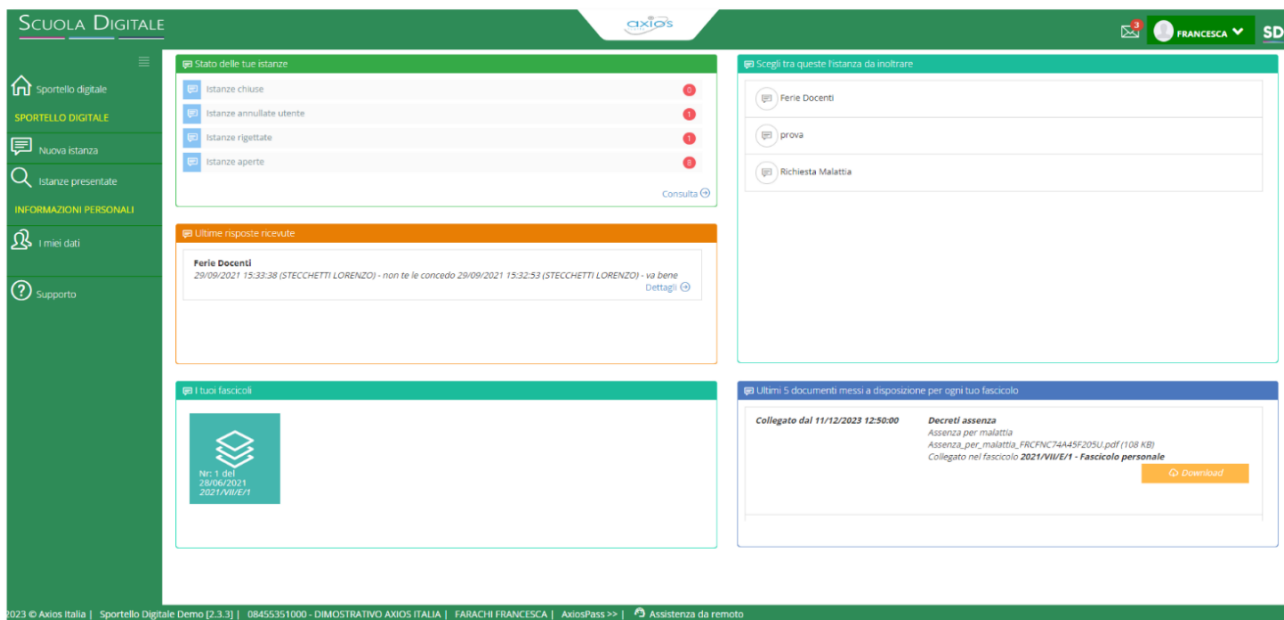 SCUOLA DIGITALE
axios
3
FRANCESCA
SD
Sportello digitale
SPORTELLO DIGITALE
Nuova istanza
Istanze presentate
INFORMAZIONI PERSONALI
I miei dati
Supporto
Stato delle tue istanze
Istanze chiuse 0
Istanze annullate utente 1
Istanze rigettate 1
Istanze aperte 8
Consulta
Scegli tra queste l'istanza da inoltrare
Ferie Docenti
prova
Richiesta Malattia
Ultime risposte ricevute
Ferie Docenti
29/09/2021 15:33:38 (STECCHETTI LORENZO) - non te le concedo 29/09/2021 15:32:53 (STECCHETTI LORENZO) - va bene
Dettagli
I tuoi fascicoli
Nr: 1 del
28/06/2021
2021/VII/E/1
Ultimi 5 documenti messi a disposizione per ogni tuo fascicolo
Collegato dal 11/12/2023 12:50:00 Decreti assenza
Assenza per malattia
Assenza_per_malattia_FRCFNC74A45F205U.pdf (108 KB)
Collegato nel fascicolo 2021/VII/E/1 - Fascicolo personale
Download
2023 © Axios Italia | Sportello Digitale Demo [2.3.3] | 08455351000 - DIMOSTRATIVO AXIOS ITALIA | FARACHI FRANCESCA | AxiosPass >> | Assistenza da remoto